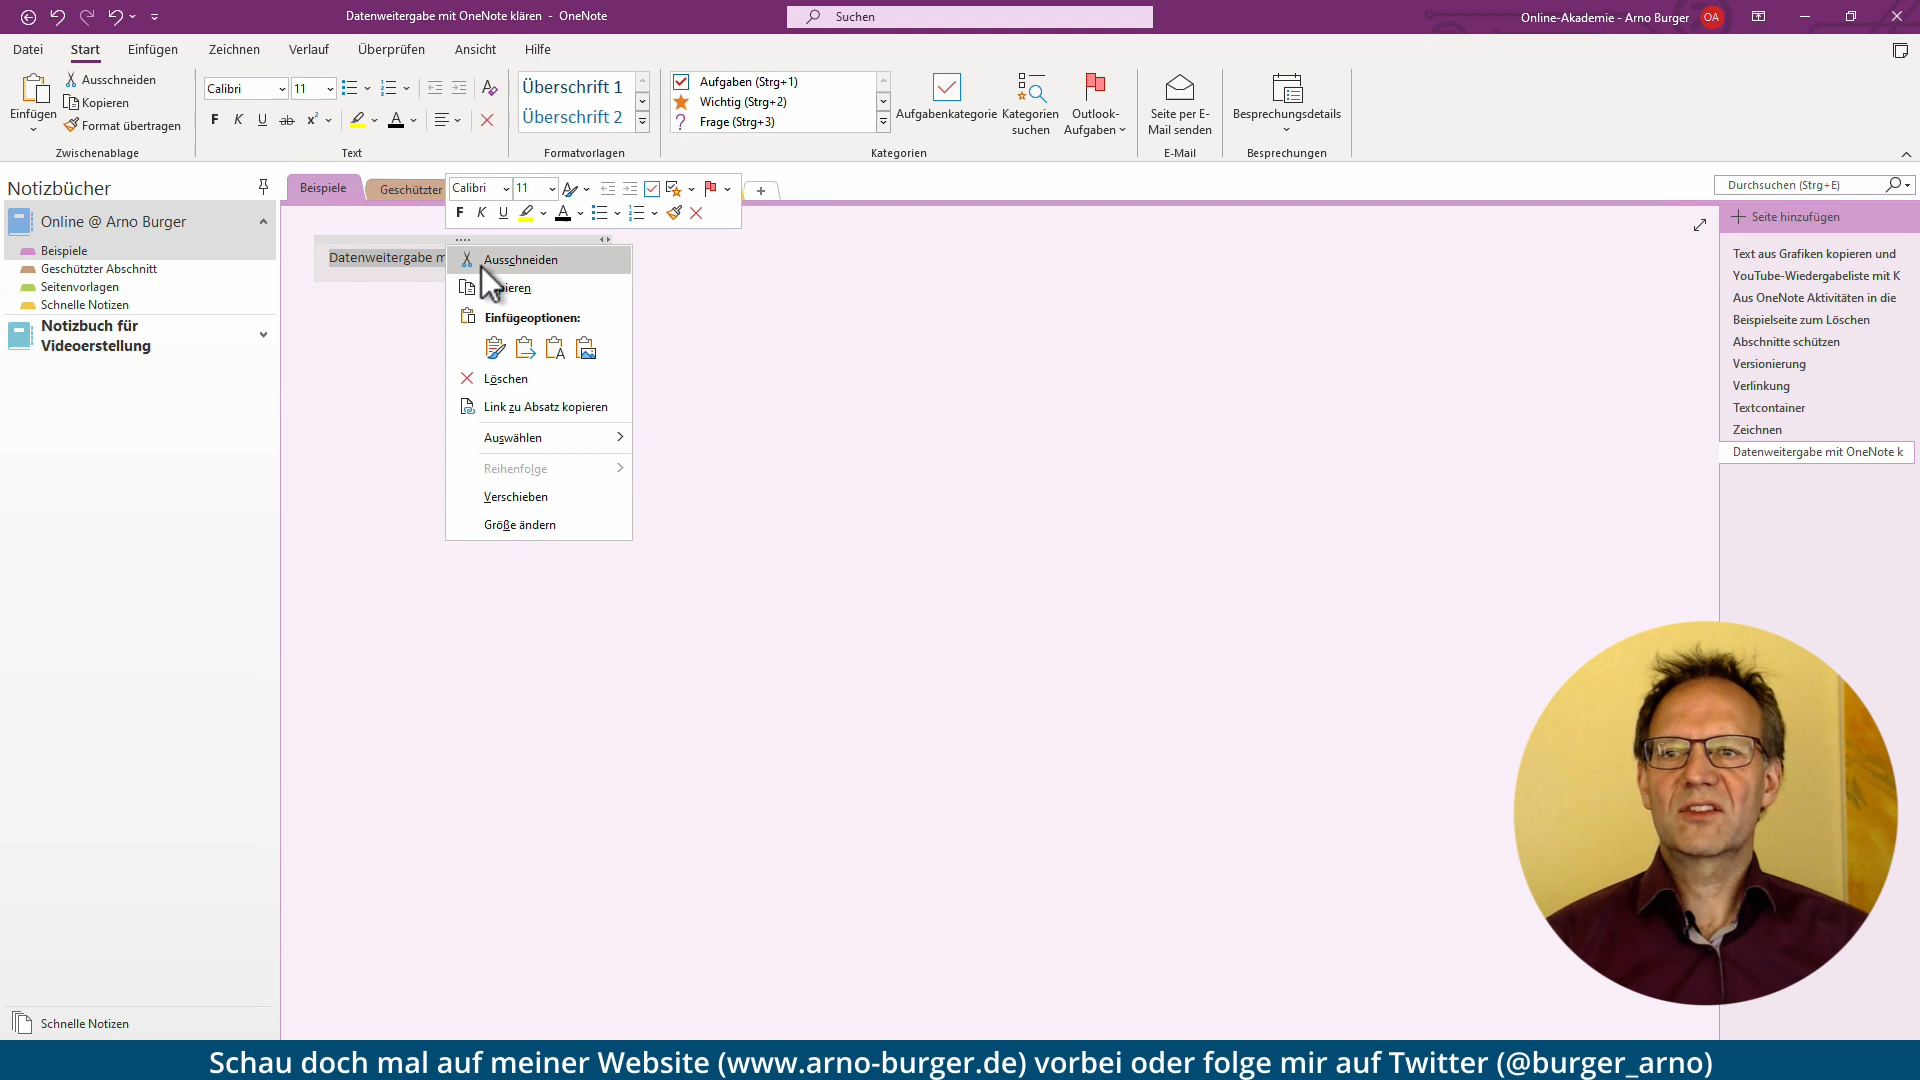 Datenweitergabe mit OneNote klären - OneNote
Suchen
Online-Akademie - Arno Burger
OA
Datei Start Einfügen Zeichnen Verlauf Überprüfen Ansicht Hilfe
Einfügen
Ausschneiden
Kopieren
Format übertragen
Zwischenablage
Calibri 11
F K U ab x² A
Text
Überschrift 1
Überschrift 2
Formatvorlagen
Aufgaben (Strg+1)
Wichtig (Strg+2)
Frage (Strg+3)
Aufgabenkategorie
Kategorien
suchen
Outlook-
Aufgaben
Kategorien
Seite per E-
Mail senden
E-Mail
Besprechungsdetails
Besprechungen
Notizbücher
Online @ Arno Burger
Beispiele
Geschützter Abschnitt
Seitenvorlagen
Schnelle Notizen
Notizbuch für
Videoerstellung
Schnelle Notizen
Beispiele
Geschützter
Calibri 11
F K U A
Durchsuchen (Strg+E)
Datenweitergabe m
Ausschneiden
ieren
Einfügeoptionen:
Löschen
Link zu Absatz kopieren
Auswählen
Reihenfolge
Verschieben
Größe ändern
Seite hinzufügen
Text aus Grafiken kopieren und
YouTube-Wiedergabeliste mit K
Aus OneNote Aktivitäten in die
Beispielseite zum Löschen
Abschnitte schützen
Versionierung
Verlinkung
Textcontainer
Zeichnen
Datenweitergabe mit OneNote k
Schau doch mal auf meiner Website (www.arno-burger.de) vorbei oder folge mir auf Twitter (@burger_arno)